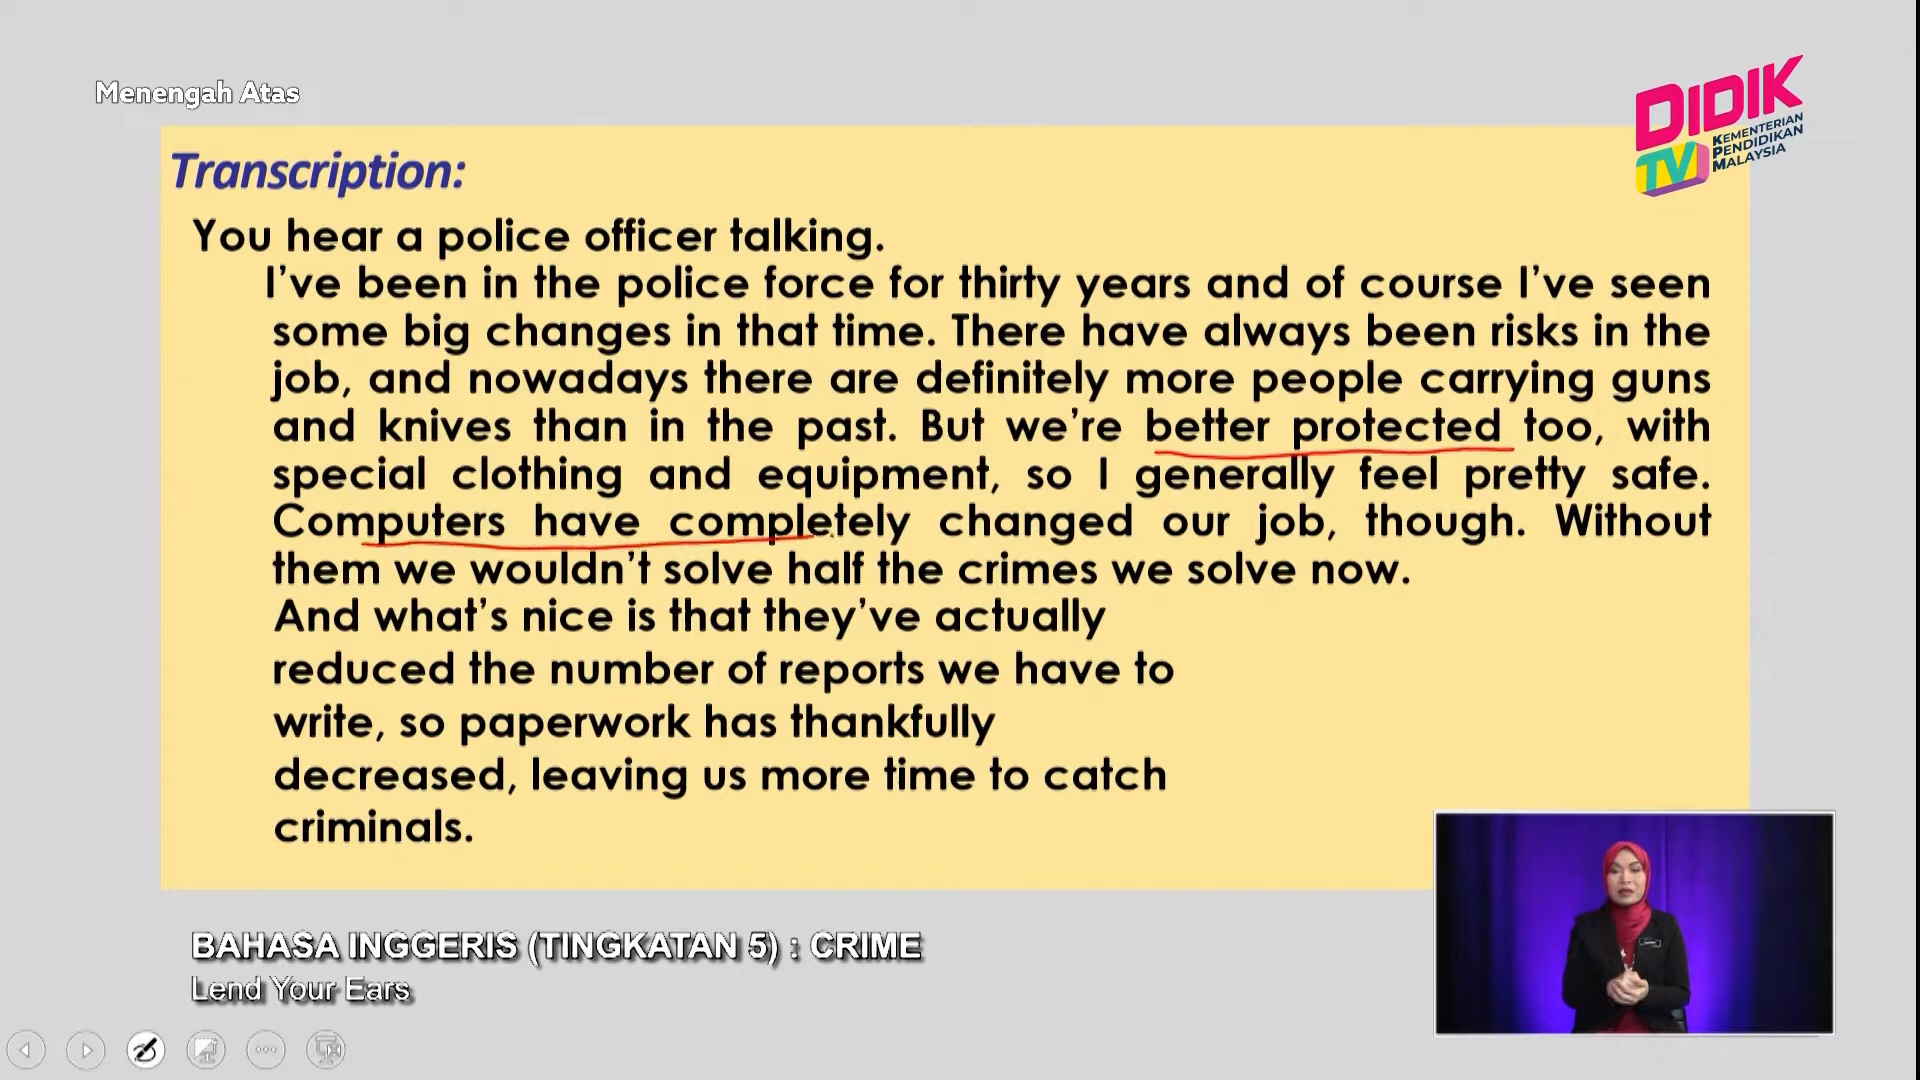 Menengah Atas
DIDIK
TV
KEMENTERIAN
PENDIDIKAN
MALAYSIA
Transcription:
You hear a police officer talking.
I've been in the police force for thirty years and of course I've seen
some big changes in that time. There have always been risks in the
job, and nowadays there are definitely more people carrying guns
and knives than in the past. But we're better protected too, with
special clothing and equipment, so I generally feel pretty safe.
Computers have completely changed our job, though. Without
them we wouldn't solve half the crimes we solve now.
And what's nice is that they've actually
reduced the number of reports we have to
write, so paperwork has thankfully
decreased, leaving us more time to catch
criminals.
BAHASA INGGERIS (TINGKATAN 5) : CRIME
Lend Your Ears